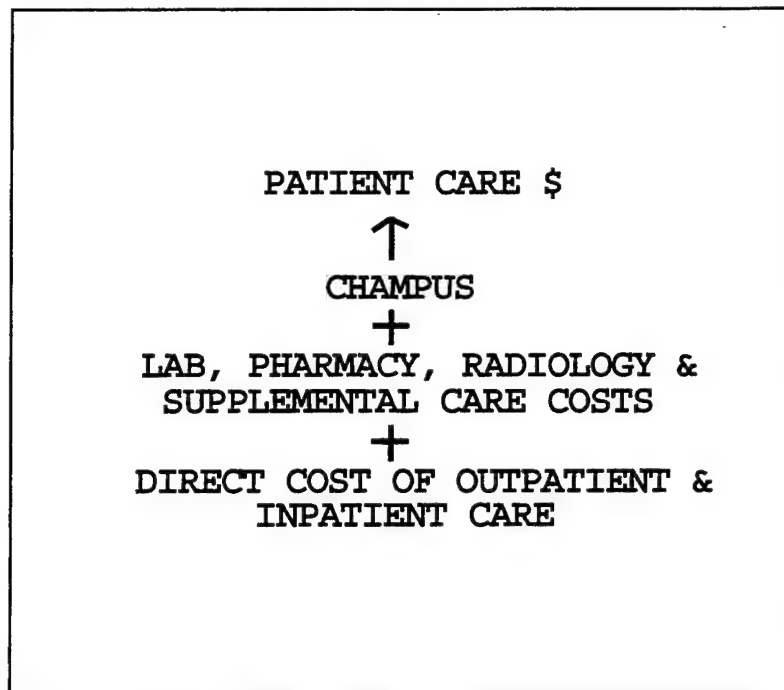 PATIENT CARE $
↑
CHAMPUS
+
LAB, PHARMACY, RADIOLOGY &
SUPPLEMENTAL CARE COSTS
+
DIRECT COST OF OUTPATIENT &
INPATIENT CARE